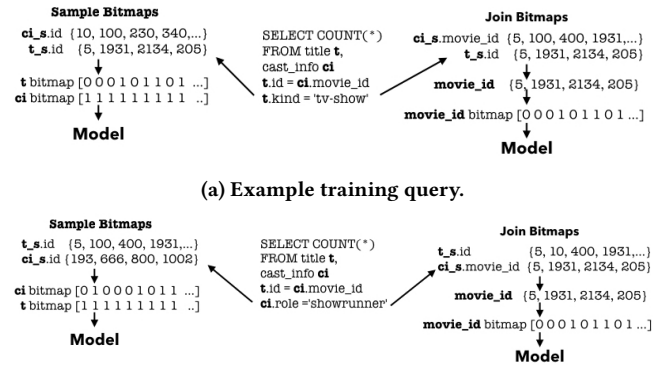 Sample Bitmaps
ci_s.id {10, 100, 230, 340,...}
t_s.id {5, 1931, 2134, 205}
t bitmap [0 0 0 1 0 1 1 0 1 ...]
ci bitmap [1 1 1 1 1 1 1 1 1 ..]
Model
SELECT COUNT(*)
FROM title t,
cast_info ci
t.id = ci.movie_id
t.kind = 'tv-show'
Join Bitmaps
ci_s.movie_id {5, 100, 400, 1931,...}
t_s.id {5, 1931, 2134, 205}
movie_id {5, 1931, 2134, 205}
movie_id bitmap [0 0 0 1 0 1 1 0 1 ...]
Model
(a) Example training query.
Sample Bitmaps
t_s.id {5, 100, 400, 1931,...}
ci_s.id {193, 666, 800, 1002}
ci bitmap [0 1 0 0 0 1 0 1 1 ...]
t bitmap [1 1 1 1 1 1 1 1 1 ..]
Model
SELECT COUNT(*)
FROM title t,
cast_info ci
t.id = ci.movie_id
ci.role ='showrunner'
Join Bitmaps
t_s.id {5, 10, 400, 1931,...}
ci_s.movie_id {5, 1931, 2134, 205}
movie_id {5, 1931, 2134, 205}
movie_id bitmap [0 0 0 1 0 1 1 0 1 ...]
Model